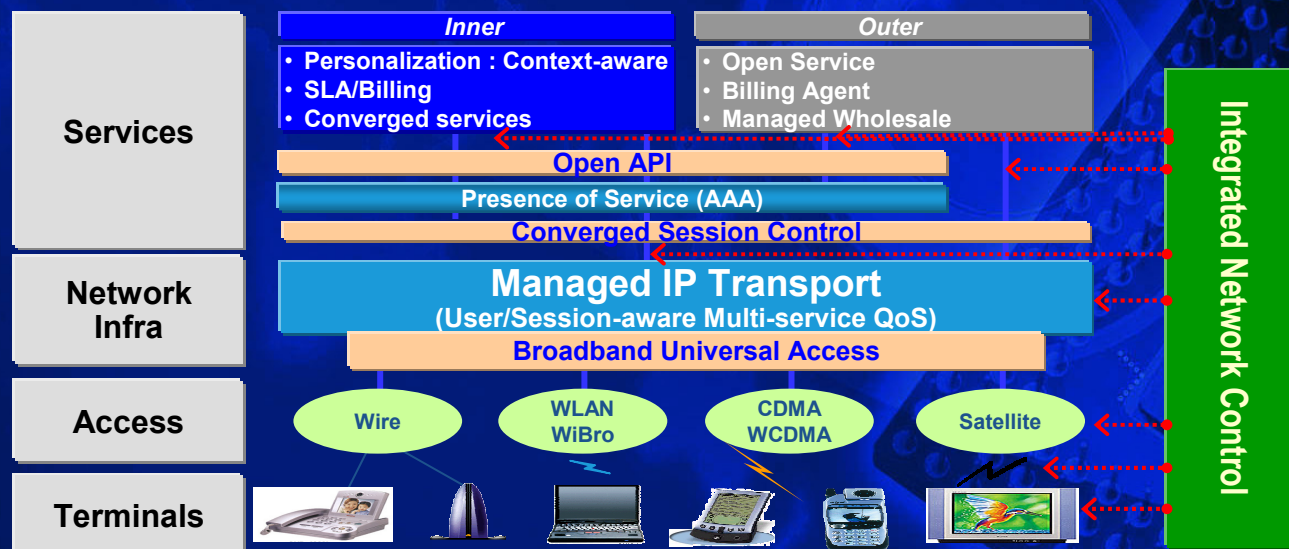 Inner
Outer
Services
• Personalization : Context-aware
• SLA/Billing
• Converged services
• Open Service
• Billing Agent
• Managed Wholesale
Open API
Presence of Service (AAA)
Converged Session Control
Network
Infra
Managed IP Transport
(User/Session-aware Multi-service QoS)
Broadband Universal Access
Access
Wire
WLAN
WiBro
CDMA
WCDMA
Satellite
Terminals
Integrated Network Control